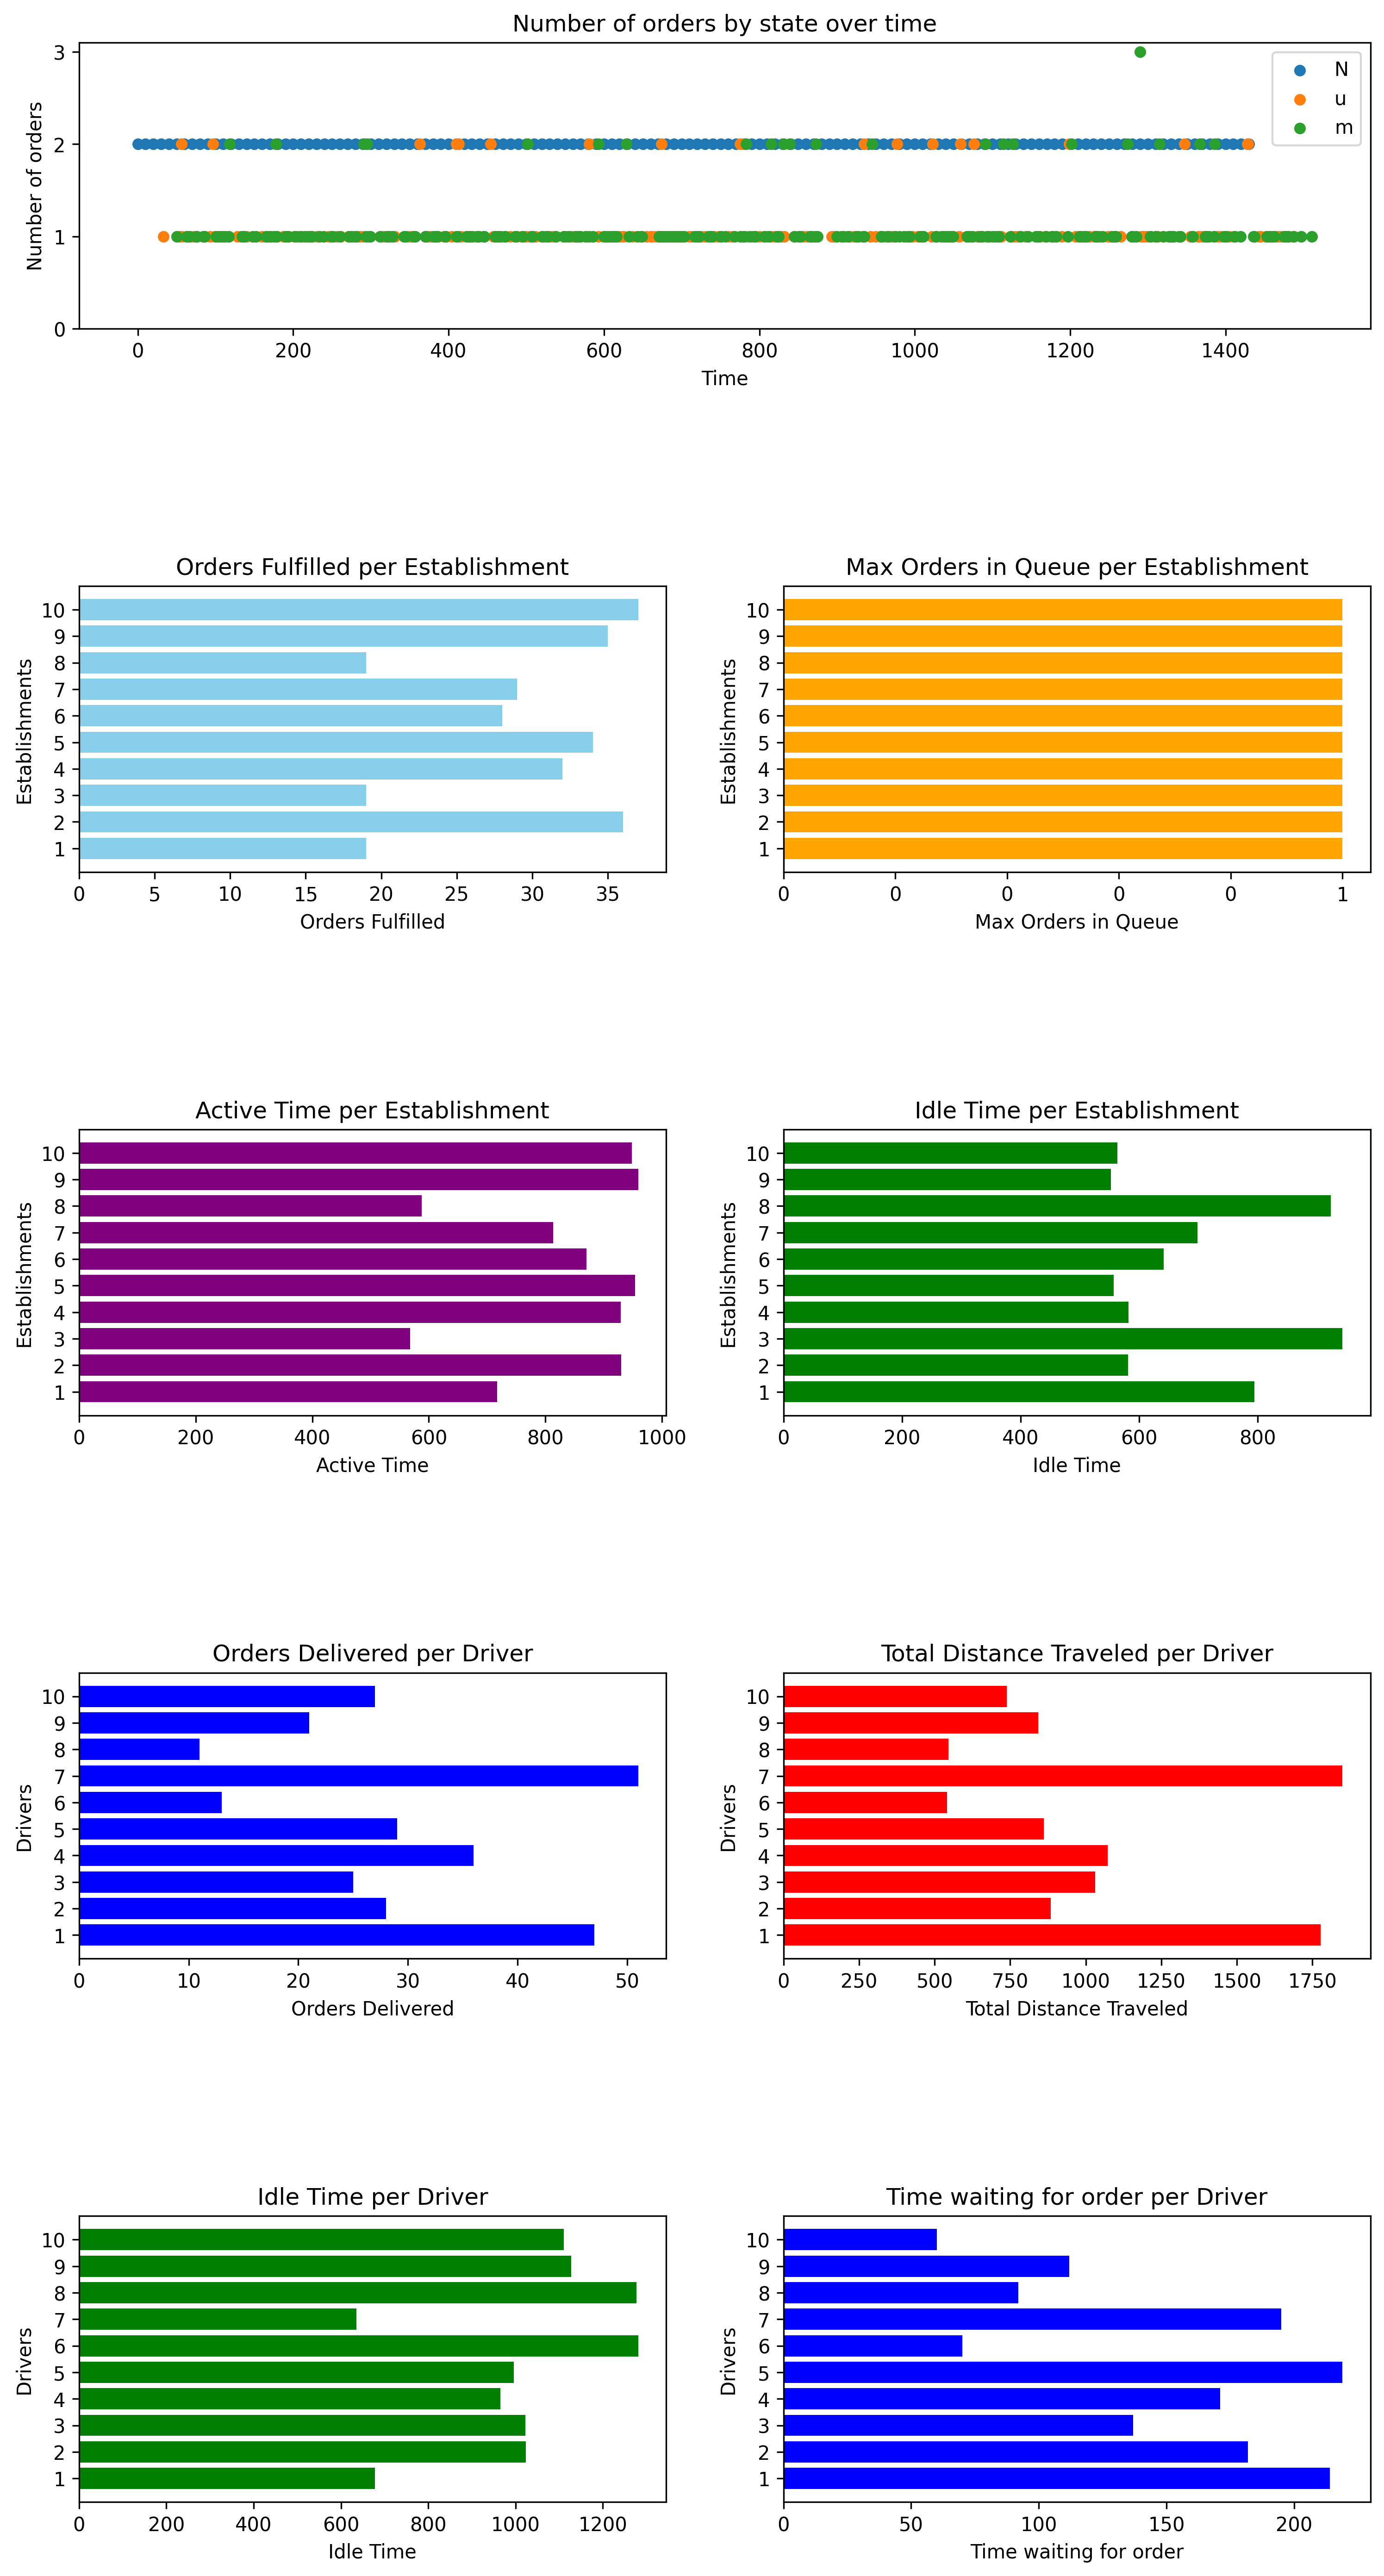 Number of orders by state over time
Number of orders
3
2
1
0
N
u
m
0 200 400 600 800 1000 1200 1400
Time
Orders Fulfilled per Establishment
Establishments
10
9
8
7
6
5
4
3
2
1
0 5 10 15 20 25 30 35
Orders Fulfilled
Max Orders in Queue per Establishment
Establishments
10
9
8
7
6
5
4
3
2
1
0 0 0 0 0 1
Max Orders in Queue
Active Time per Establishment
Establishments
10
9
8
7
6
5
4
3
2
1
0 200 400 600 800 1000
Active Time
Idle Time per Establishment
Establishments
10
9
8
7
6
5
4
3
2
1
0 200 400 600 800
Idle Time
Orders Delivered per Driver
Drivers
10
9
8
7
6
5
4
3
2
1
0 10 20 30 40 50
Orders Delivered
Total Distance Traveled per Driver
Drivers
10
9
8
7
6
5
4
3
2
1
0 250 500 750 1000 1250 1500 1750
Total Distance Traveled
Idle Time per Driver
Drivers
10
9
8
7
6
5
4
3
2
1
0 200 400 600 800 1000 1200
Idle Time
Time waiting for order per Driver
Drivers
10
9
8
7
6
5
4
3
2
1
0 50 100 150 200
Time waiting for order